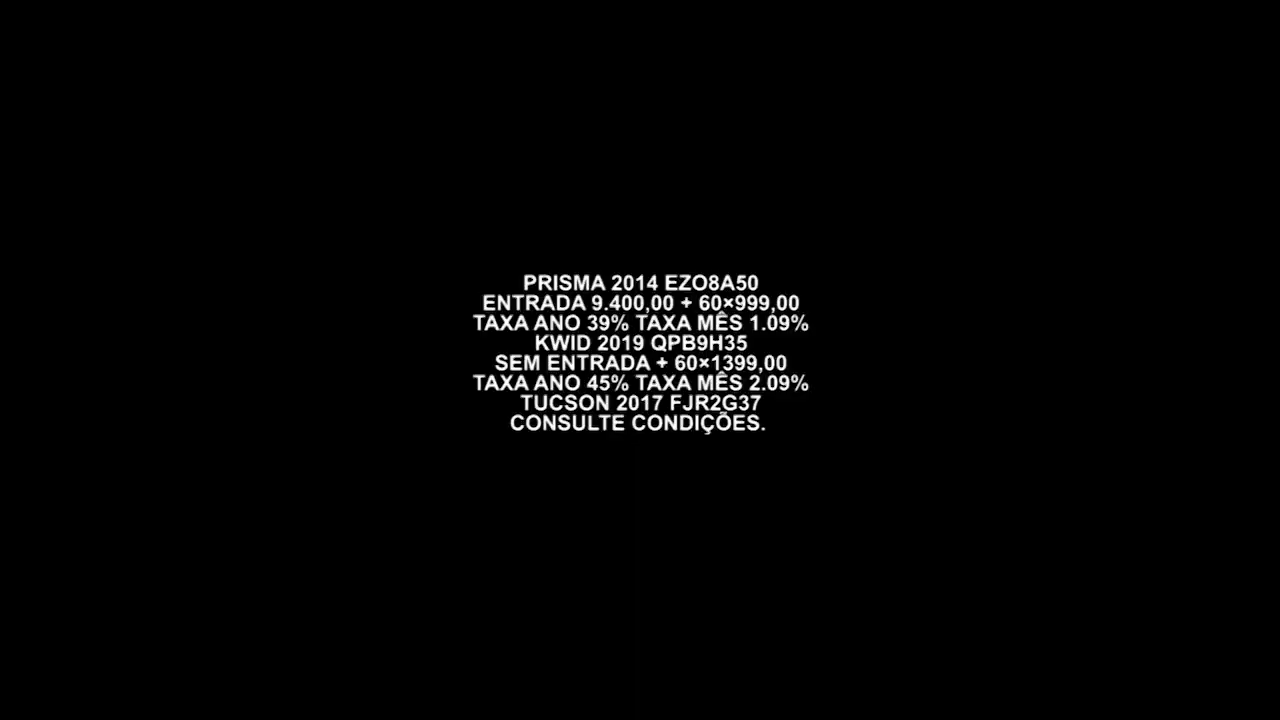 PRISMA 2014 EZO8A50
ENTRADA 9.400,00 + 60×999,00
TAXA ANO 39% TAXA MÊS 1.09%
KWID 2019 QPB9H35
SEM ENTRADA + 60×1399,00
TAXA ANO 45% TAXA MÊS 2.09%
TUCSON 2017 FJR2G37
CONSULTE CONDIÇÕES.